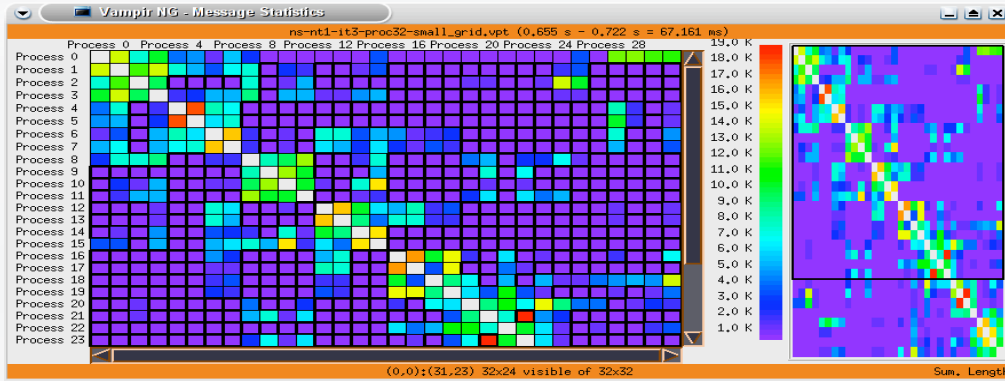 Vampir NG - Message Statistics
ns-nt1-it3-proc32-small_grid.vpt (0.655 s - 0.722 s = 67.161 ms)
Process 0 Process 4 Process 8 Process 12 Process 16 Process 20 Process 24 Process 28
Process 0
Process 1
Process 2
Process 3
Process 4
Process 5
Process 6
Process 7
Process 8
Process 9
Process 10
Process 11
Process 12
Process 13
Process 14
Process 15
Process 16
Process 17
Process 18
Process 19
Process 20
Process 21
Process 22
Process 23
19.0 K
18.0 K
17.0 K
16.0 K
15.0 K
14.0 K
13.0 K
12.0 K
11.0 K
10.0 K
9.0 K
8.0 K
7.0 K
6.0 K
5.0 K
4.0 K
3.0 K
2.0 K
1.0 K
(0,0):(31,23) 32x24 visible of 32x32
Sum. Length